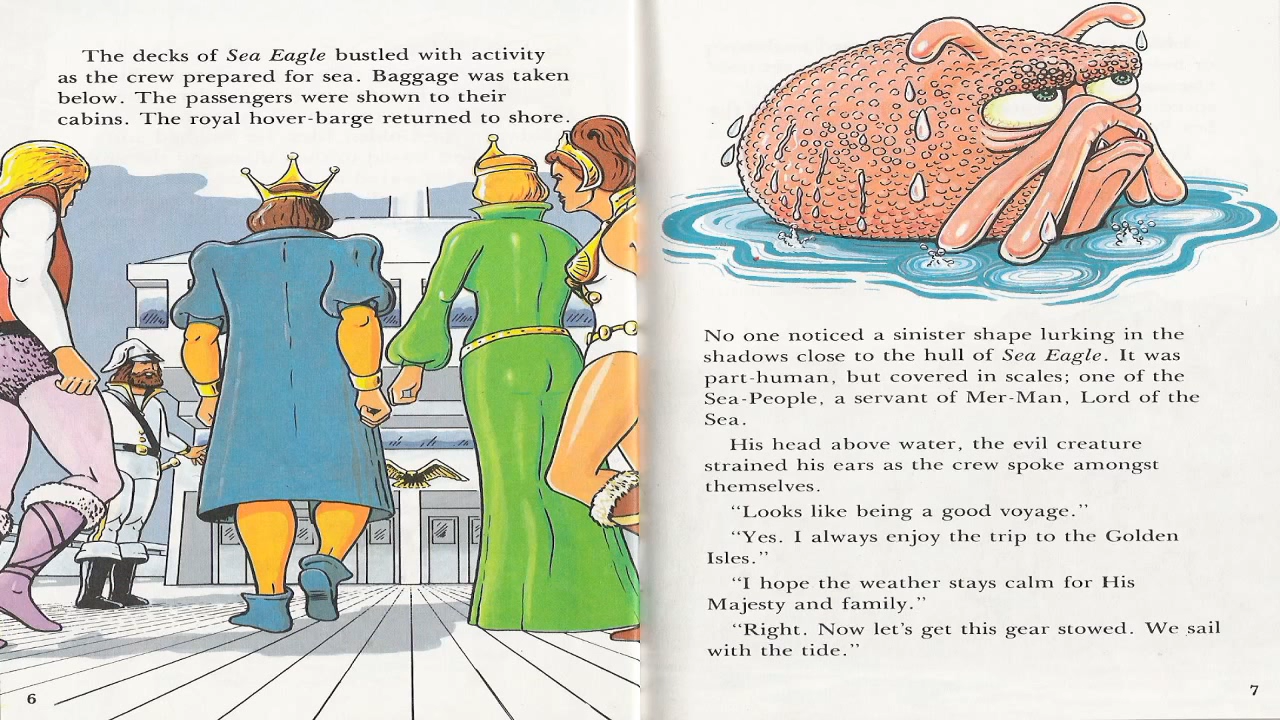 The decks of Sea Eagle bustled with activity
as the crew prepared for sea. Baggage was taken
below. The passengers were shown to their
cabins. The royal hover-barge returned to shore.
6
No one noticed a sinister shape lurking in the
shadows close to the hull of Sea Eagle. It was
part-human, but covered in scales; one of the
Sea-People, a servant of Mer-Man, Lord of the
Sea.
His head above water, the evil creature
strained his ears as the crew spoke amongst
themselves.
“Looks like being a good voyage.”
“Yes. I always enjoy the trip to the Golden
Isles.”
“I hope the weather stays calm for His
Majesty and family.”
“Right. Now let’s get this gear stowed. We sail
with the tide.”
7